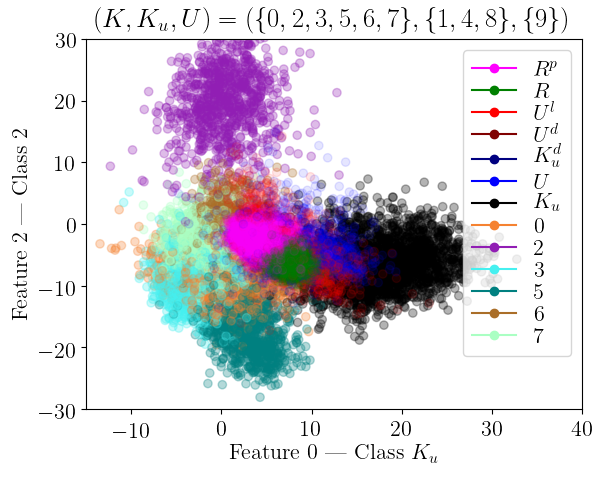 (K, K_u, U) = ({0, 2, 3, 5, 6, 7}, {1, 4, 8}, {9})
30
20
10
0
−10
−20
−30
Feature 2 — Class 2
R^p
R
U^l
U^d
K_u^d
U
K_u
0
2
3
5
6
7
−10
0
10
20
30
40
Feature 0 — Class K_u